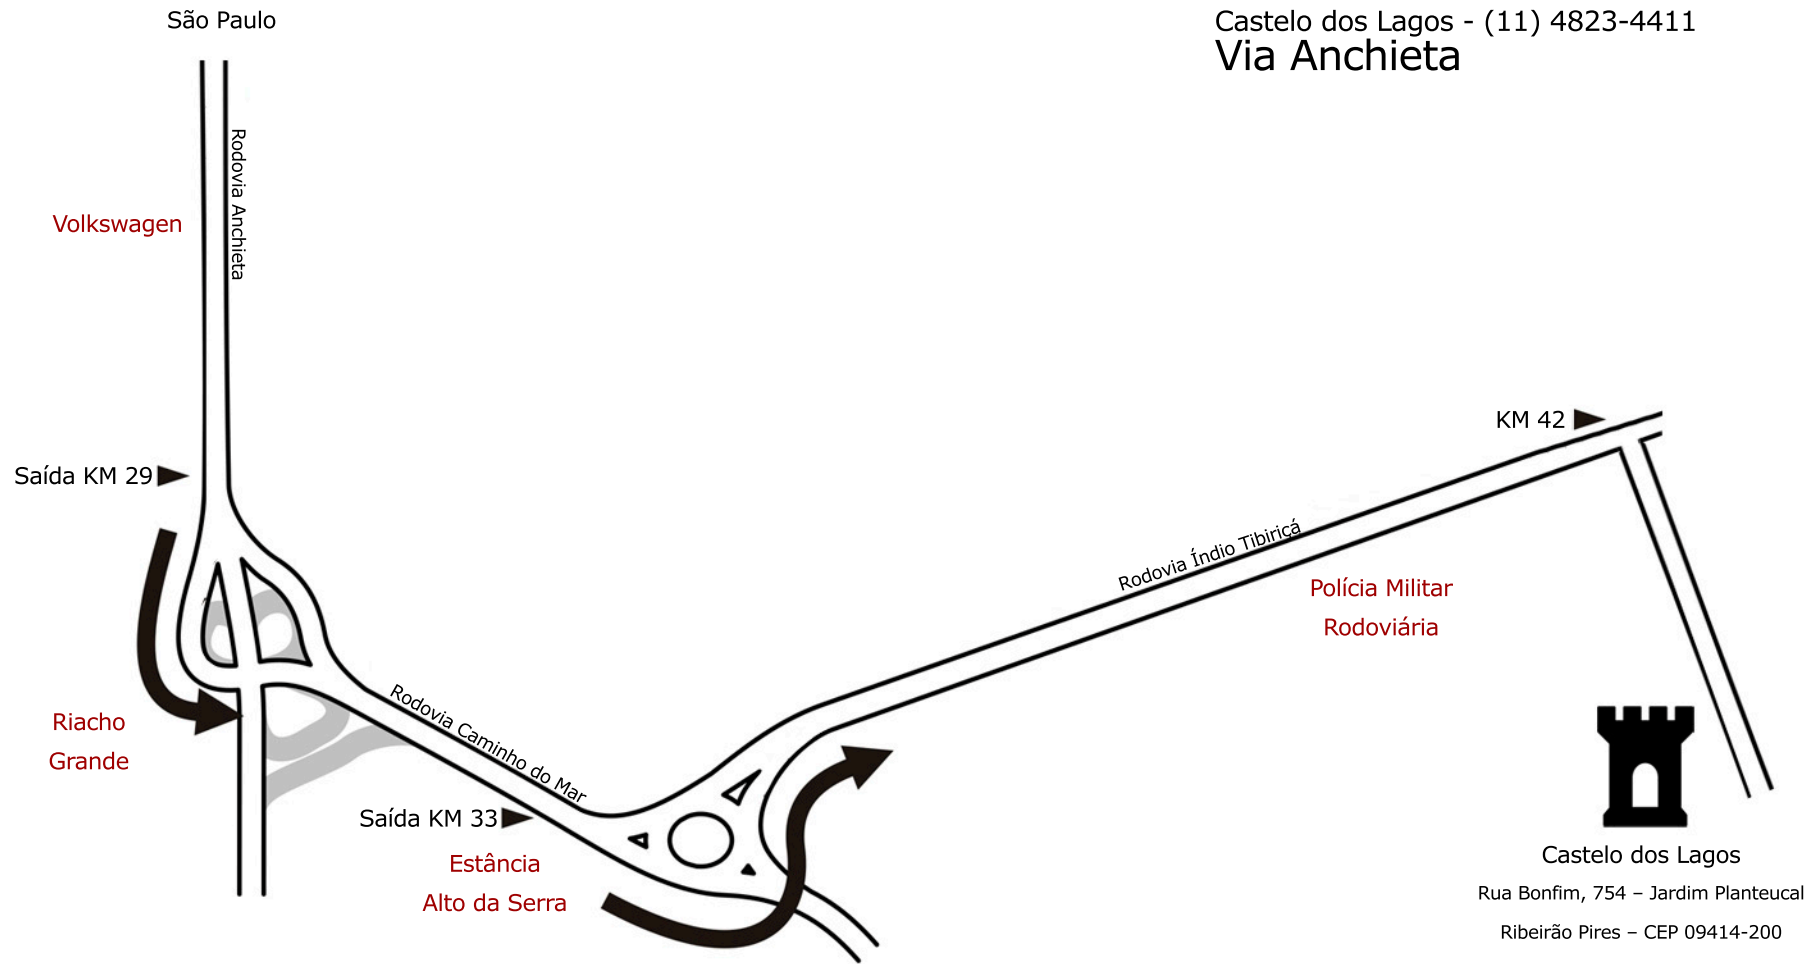 São Paulo
Castelo dos Lagos - (11) 4823-4411
Via Anchieta
Rodovia Anchieta
Volkswagen
KM 42
Saída KM 29
Rodovia Índio Tibiriçá
Polícia Militar
Rodoviária
Riacho
Grande
Rodovia Caminho do Mar
Saída KM 33
Estância
Alto da Serra
Castelo dos Lagos
Rua Bonfim, 754 – Jardim Planteucal
Ribeirão Pires – CEP 09414-200